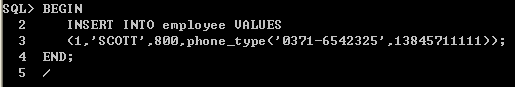 SQL> BEGIN
2 INSERT INTO employee VALUES
3 (1,'SCOTT',800,phone_type('0371-6542325',13845711111));
4 END;
5 /